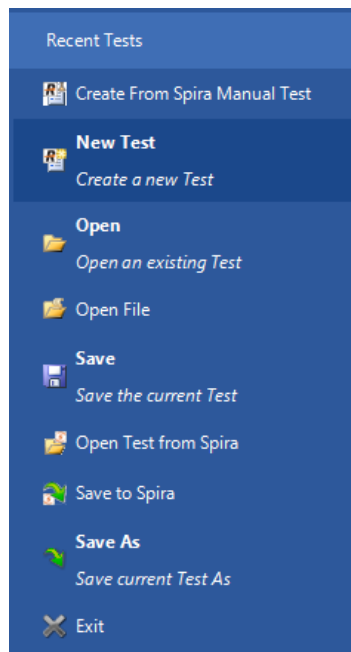 Recent Tests
Create From Spira Manual Test
New Test
Create a new Test
Open
Open an existing Test
Open File
Save
Save the current Test
Open Test from Spira
Save to Spira
Save As
Save current Test As
Exit